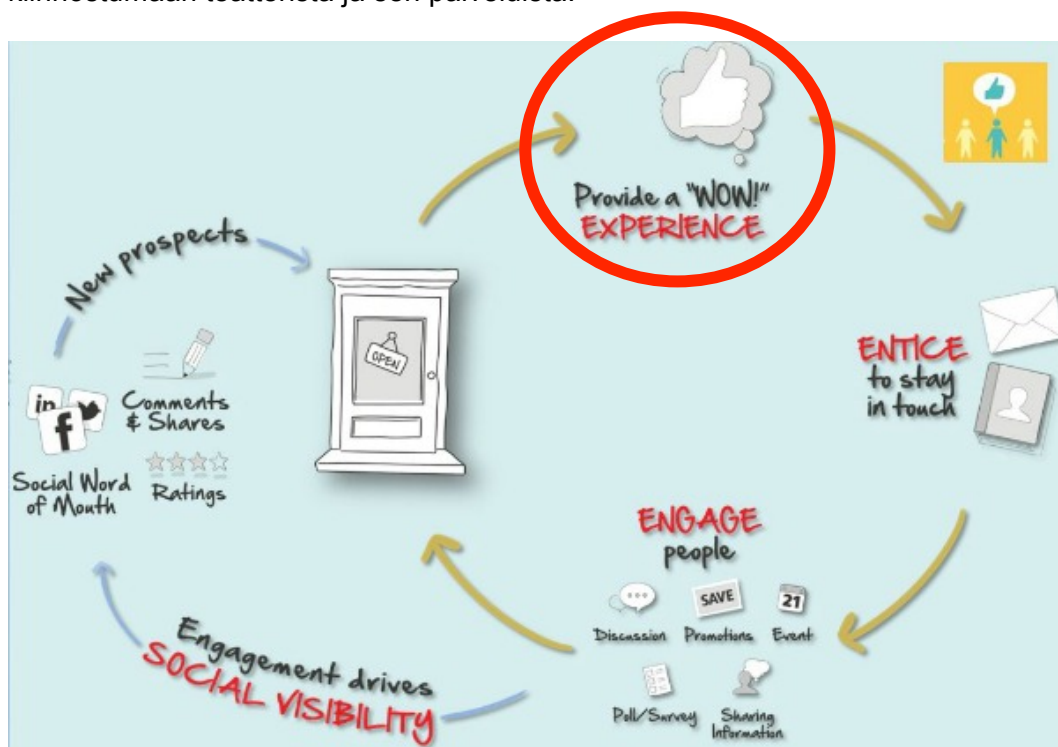 Provide a "WOW!"
EXPERIENCE
New prospects
OPEN
ENTICE
to stay
in touch
in
f
Comments
& Shares
Social Word
of Mouth
Ratings
ENGAGE
people
SAVE
21
Discussion
Promotions
Event
Poll/Survey
Sharing
Information
Engagement drives
SOCIAL VISIBILITY